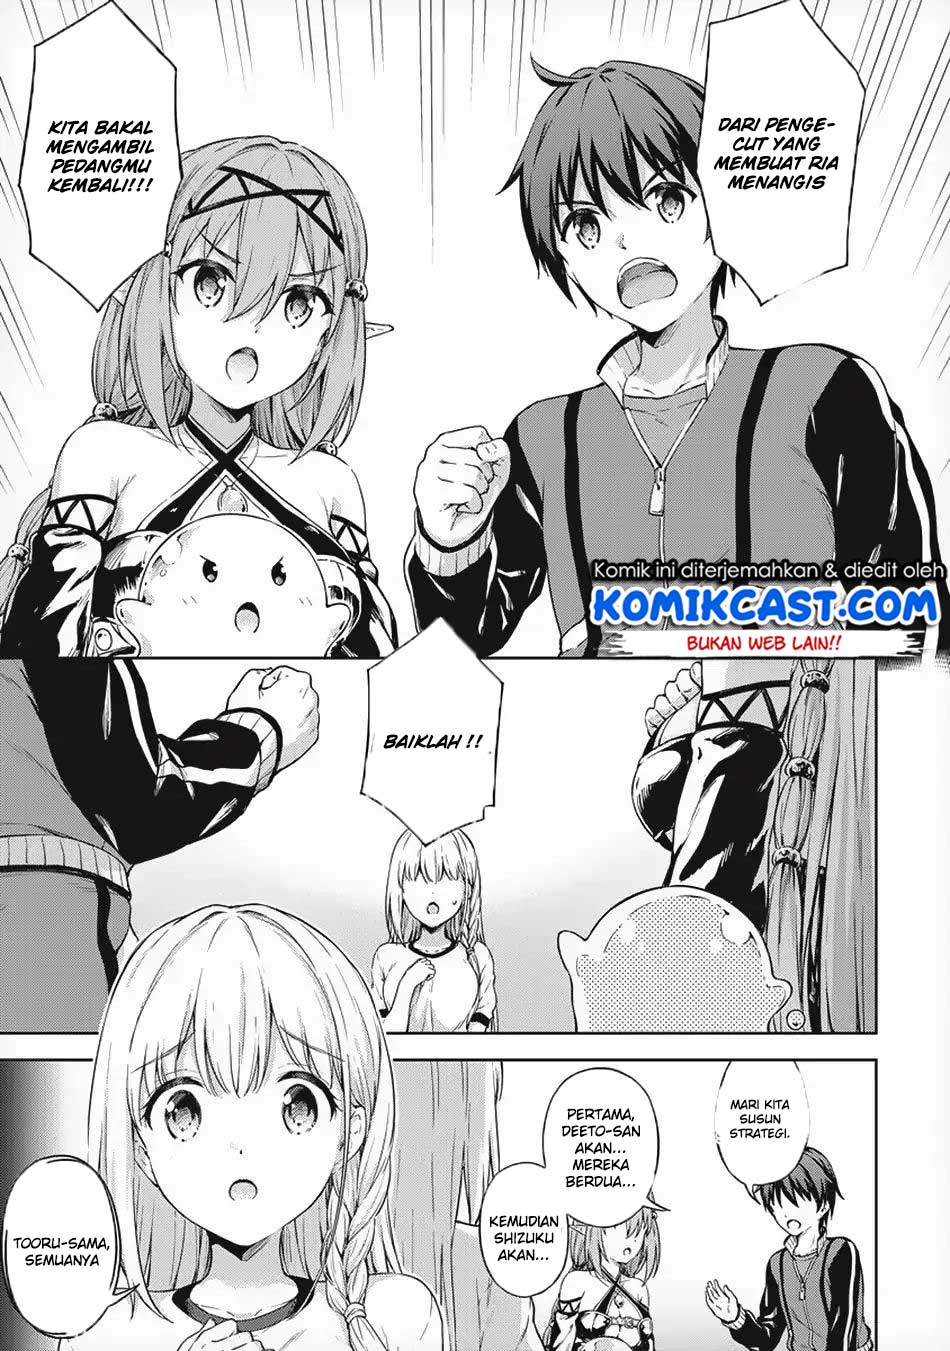 DARI PENGE-
CUT YANG
MEMBUAT RIA
MENANGIS
KITA BAKAL
MENGAMBIL
PEDANGMU
KEMBALI!!!
Komik ini diterjemahkan & diedit oleh
KOMIKCAST.COM
BUKAN WEB LAIN!!
BAIKLAH !!
MARI KITA
SUSUN
STRATEGI.
PERTAMA,
DEETO-SAN
AKAN...
MEREKA
BERDUA...
KEMUDIAN
SHIZUKU
AKAN...
TOORU-SAMA,
SEMUANYA